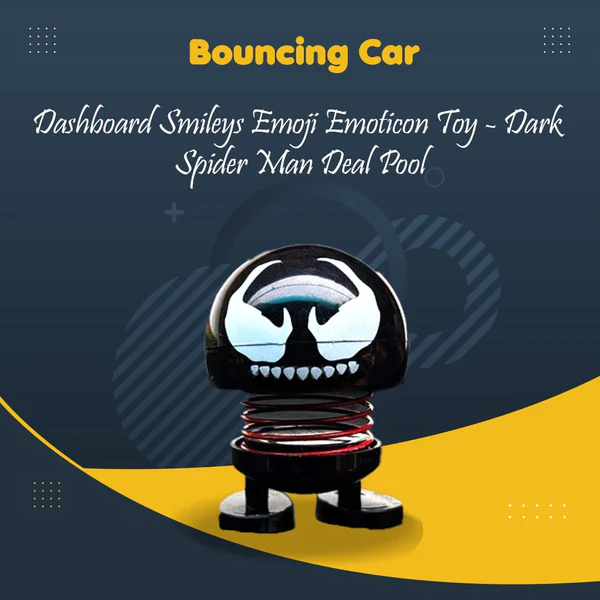 Bouncing Car
Dashboard Smileys Emoji Emoticon Toy - Dark
Spider Man Deal Pool